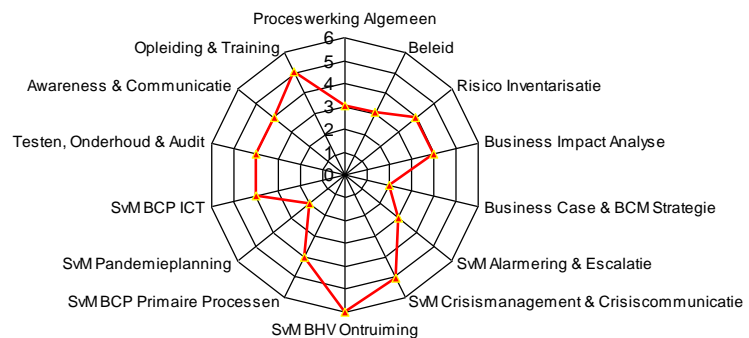 Proceswerking Algemeen
6
Opleiding & Training
Beleid
5
Awareness & Communicatie
4
Risico Inventarisatie
3
Testen, Onderhoud & Audit
2
Business Impact Analyse
1
0
SvM BCP ICT
Business Case & BCM Strategie
SvM Pandemieplanning
SvM Alarmering & Escalatie
SvM BCP Primaire Processen
SvM Crisismanagement & Crisiscommunicatie
SvM BHV Ontruiming